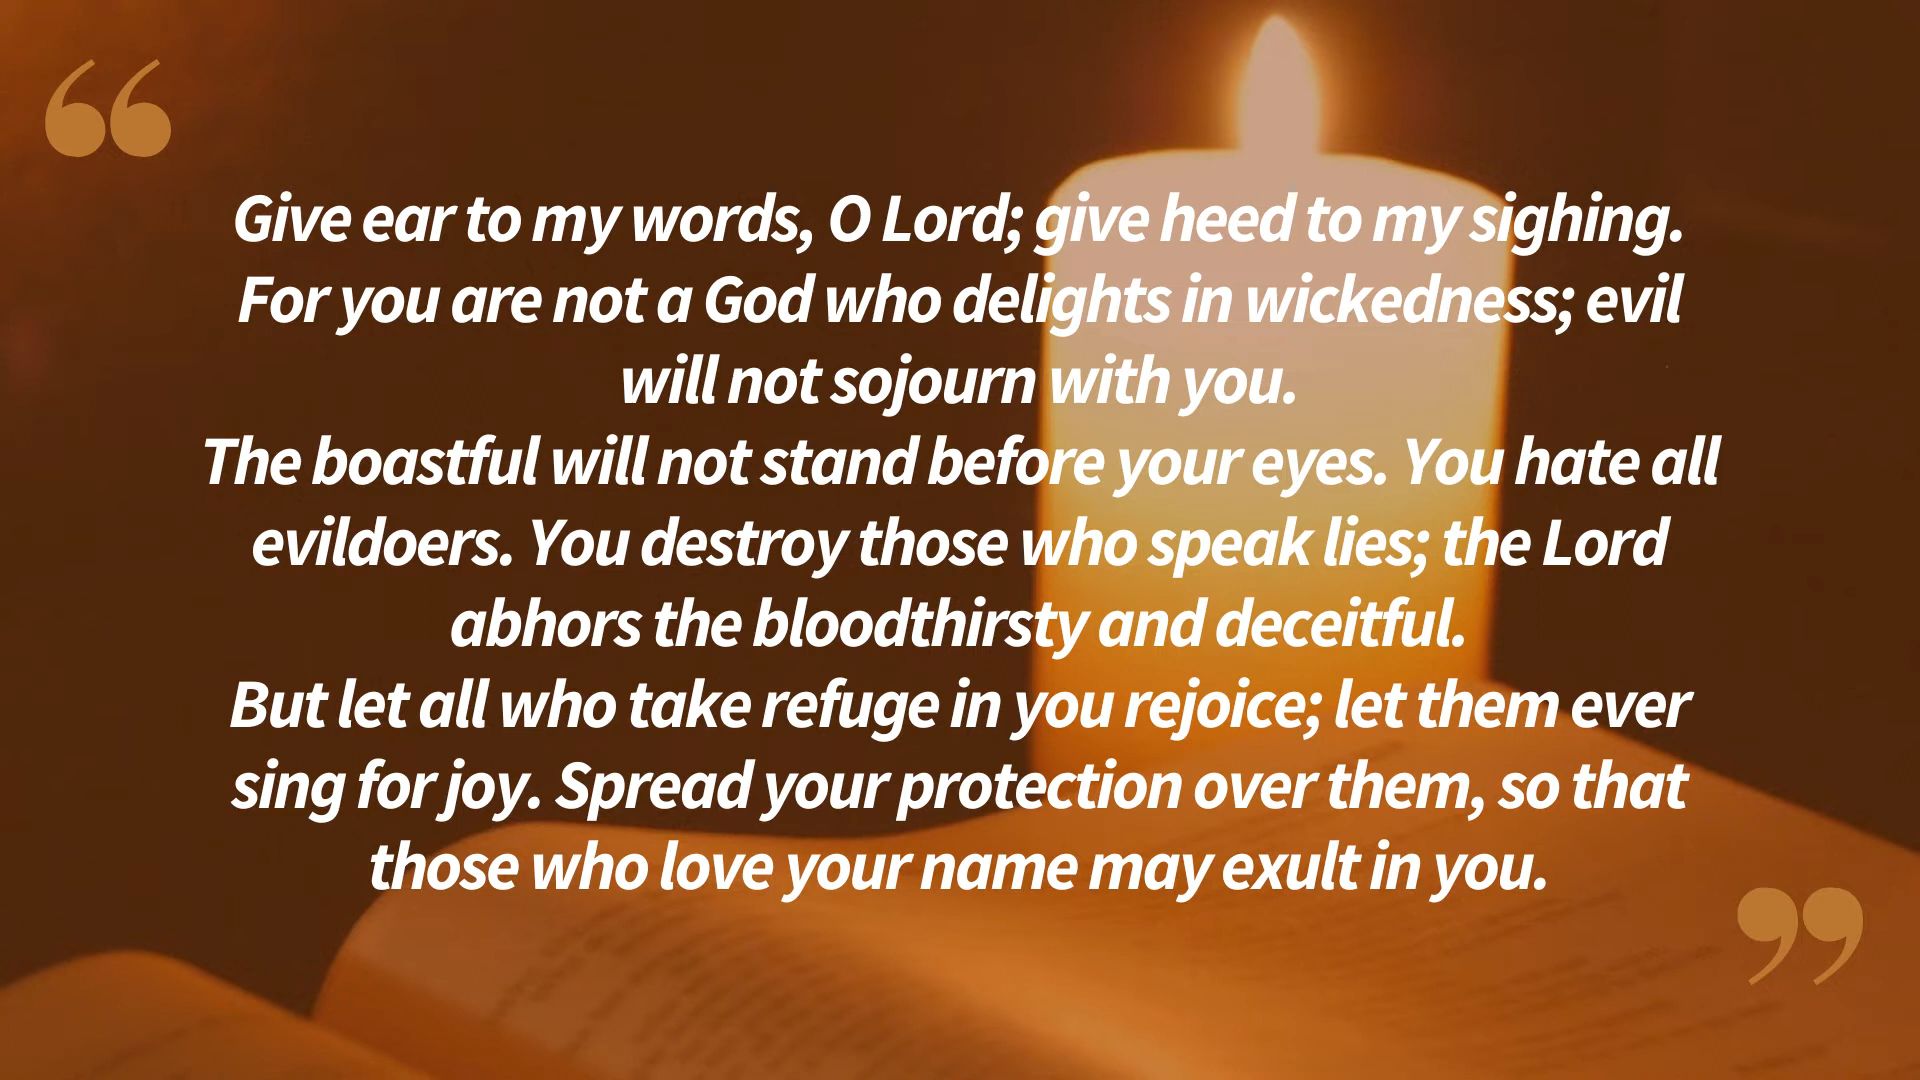 “
Give ear to my words, O Lord; give heed to my sighing.
For you are not a God who delights in wickedness; evil
will not sojourn with you.
The boastful will not stand before your eyes. You hate all
evildoers. You destroy those who speak lies; the Lord
abhors the bloodthirsty and deceitful.
But let all who take refuge in you rejoice; let them ever
sing for joy. Spread your protection over them, so that
those who love your name may exult in you.
”